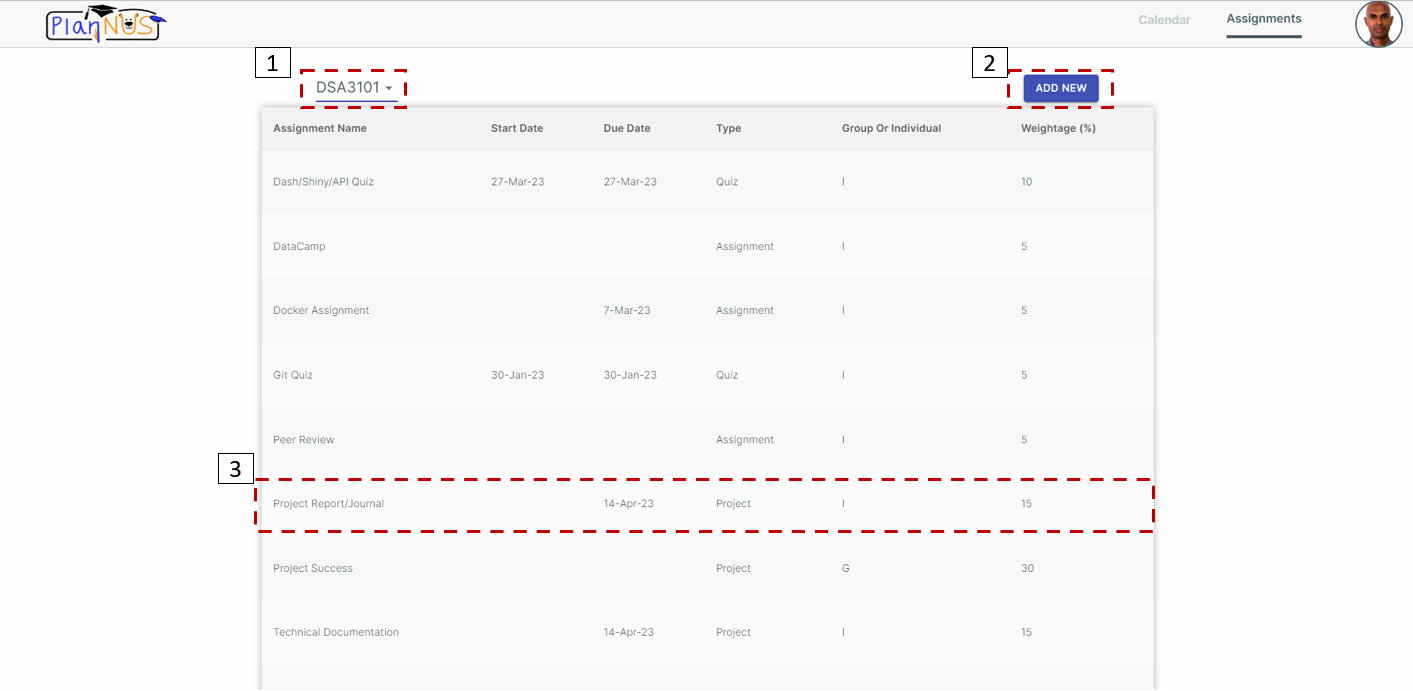 PlanNUS
Calendar
Assignments
1
2
DSA3101
ADD NEW
Assignment Name Start Date Due Date Type Group Or Individual Weightage (%)
Dash/Shiny/API Quiz 27-Mar-23 27-Mar-23 Quiz I 10
DataCamp Assignment I 5
Docker Assignment 7-Mar-23 Assignment I 5
Git Quiz 30-Jan-23 30-Jan-23 Quiz I 5
Peer Review Assignment I 5
3
Project Report/Journal 14-Apr-23 Project I 15
Project Success Project G 30
Technical Documentation 14-Apr-23 Project I 15